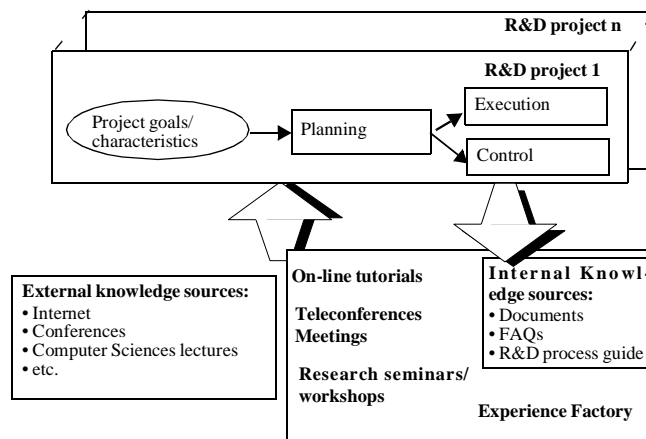 R&D project n
R&D project 1
Project goals/
characteristics
Planning
Execution
Control
External knowledge sources:
• Internet
• Conferences
• Computer Sciences lectures
• etc.
On-line tutorials
Teleconferences
Meetings
Research seminars/
workshops
Internal Knowl-
edge sources:
• Documents
• FAQs
• R&D process guide
Experience Factory